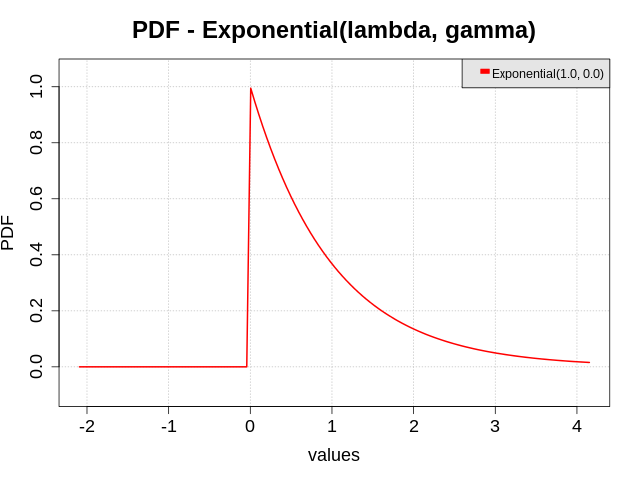 PDF - Exponential(lambda, gamma)
Exponential(1.0, 0.0)
PDF
1.0
0.8
0.6
0.4
0.2
0.0
-2 -1 0 1 2 3 4
values